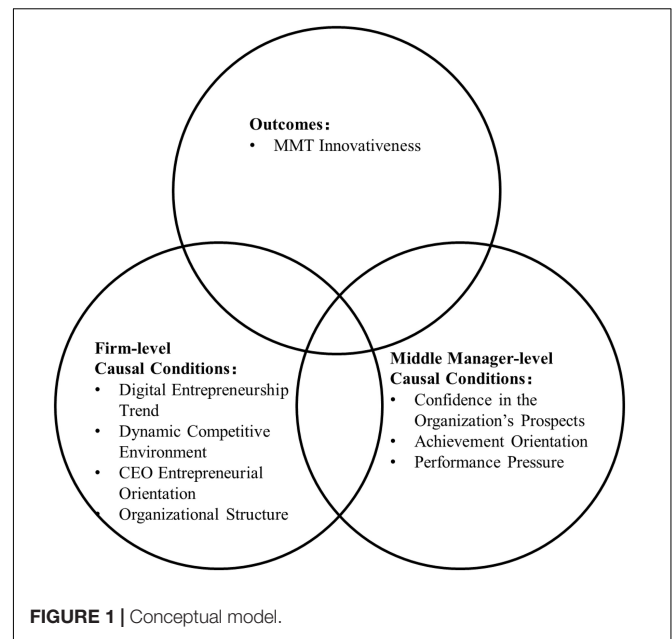 Outcomes：
• MMT Innovativeness
Firm-level
Causal Conditions：
• Digital Entrepreneurship
Trend
• Dynamic Competitive
Environment
• CEO Entrepreneurial
Orientation
• Organizational Structure
Middle Manager-level
Causal Conditions：
• Confidence in the
Organization’s Prospects
• Achievement Orientation
• Performance Pressure
FIGURE 1 | Conceptual model.